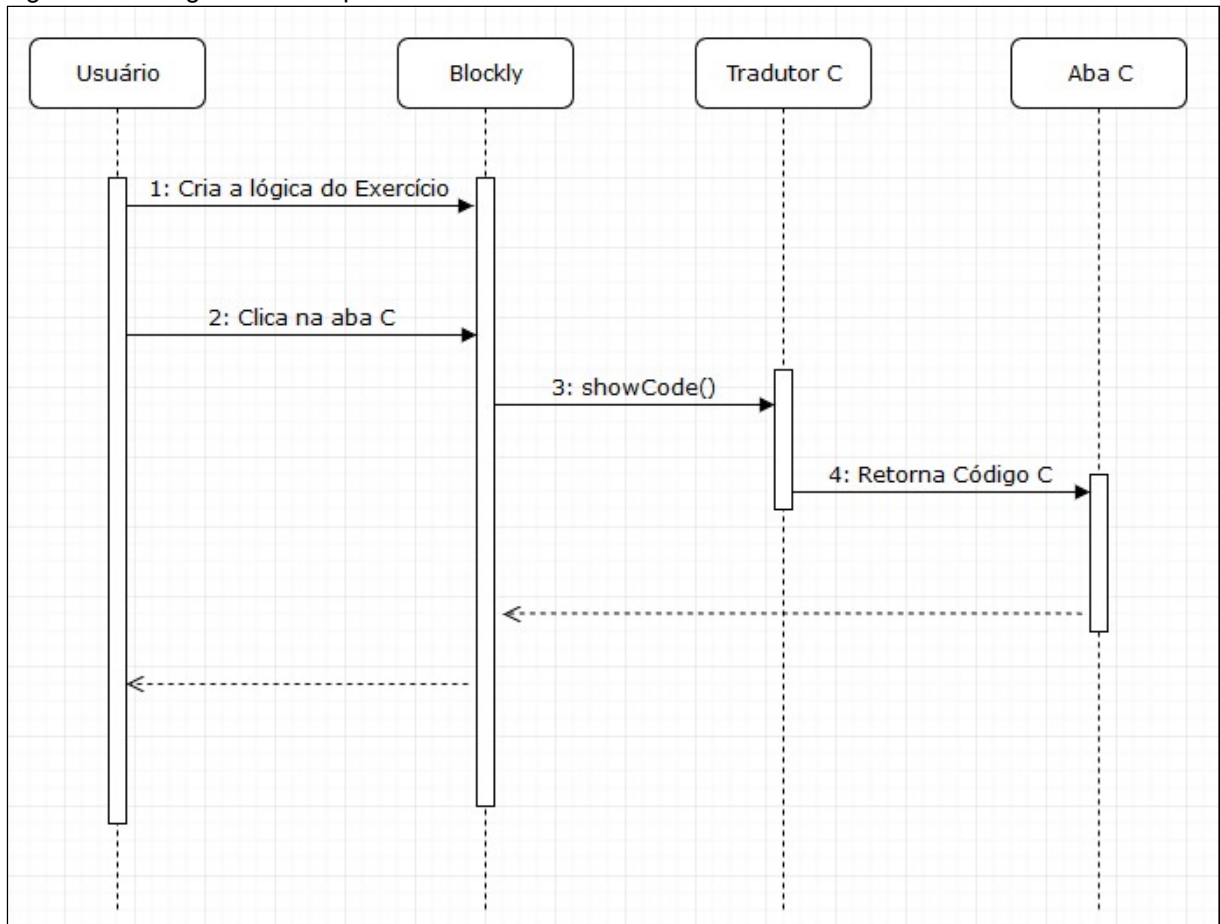 Usuário
Blockly
Tradutor C
Aba C
1: Cria a lógica do Exercício
2: Clica na aba C
3: showCode()
4: Retorna Código C